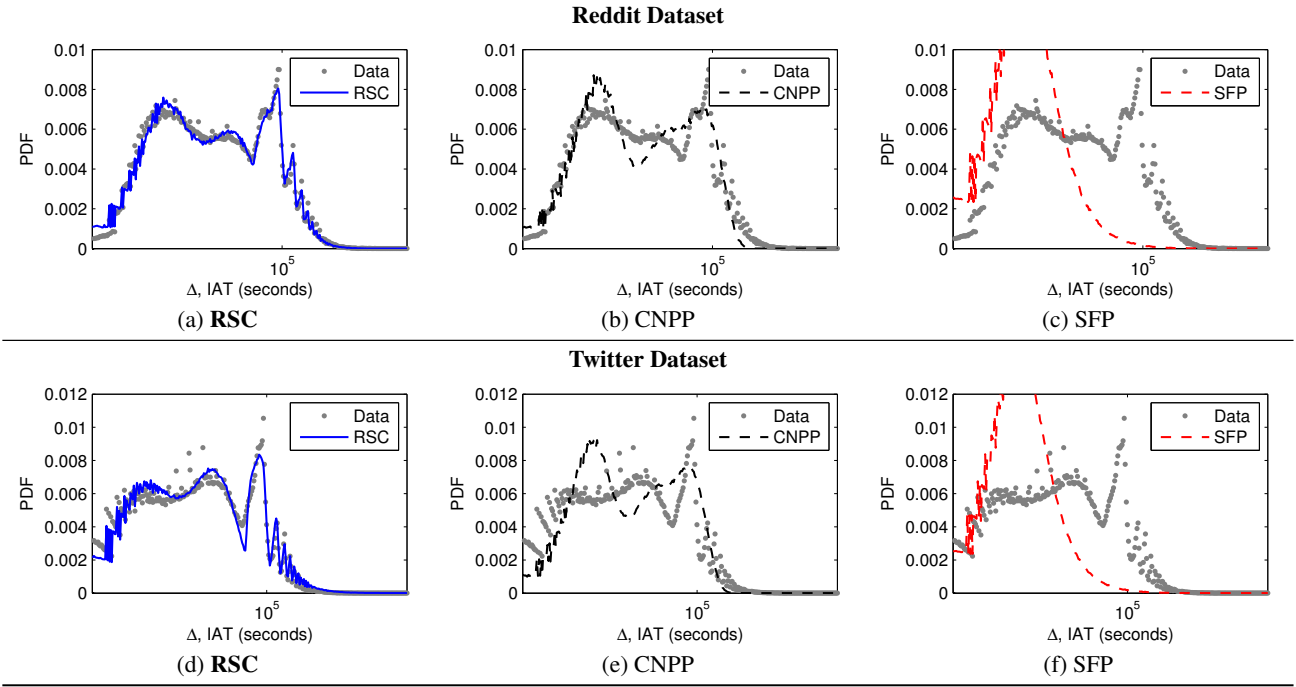 Reddit Dataset
0.01
0.008
0.006
0.004
0.002
0
PDF
Data
RSC
10^5
Δ, IAT (seconds)
(a) RSC
0.01
0.008
0.006
0.004
0.002
0
PDF
Data
CNPP
10^5
Δ, IAT (seconds)
(b) CNPP
0.01
0.008
0.006
0.004
0.002
0
PDF
Data
SFP
10^5
Δ, IAT (seconds)
(c) SFP
Twitter Dataset
0.012
0.01
0.008
0.006
0.004
0.002
0
PDF
Data
RSC
10^5
Δ, IAT (seconds)
(d) RSC
0.012
0.01
0.008
0.006
0.004
0.002
0
PDF
Data
CNPP
10^5
Δ, IAT (seconds)
(e) CNPP
0.012
0.01
0.008
0.006
0.004
0.002
0
PDF
Data
SFP
10^5
Δ, IAT (seconds)
(f) SFP